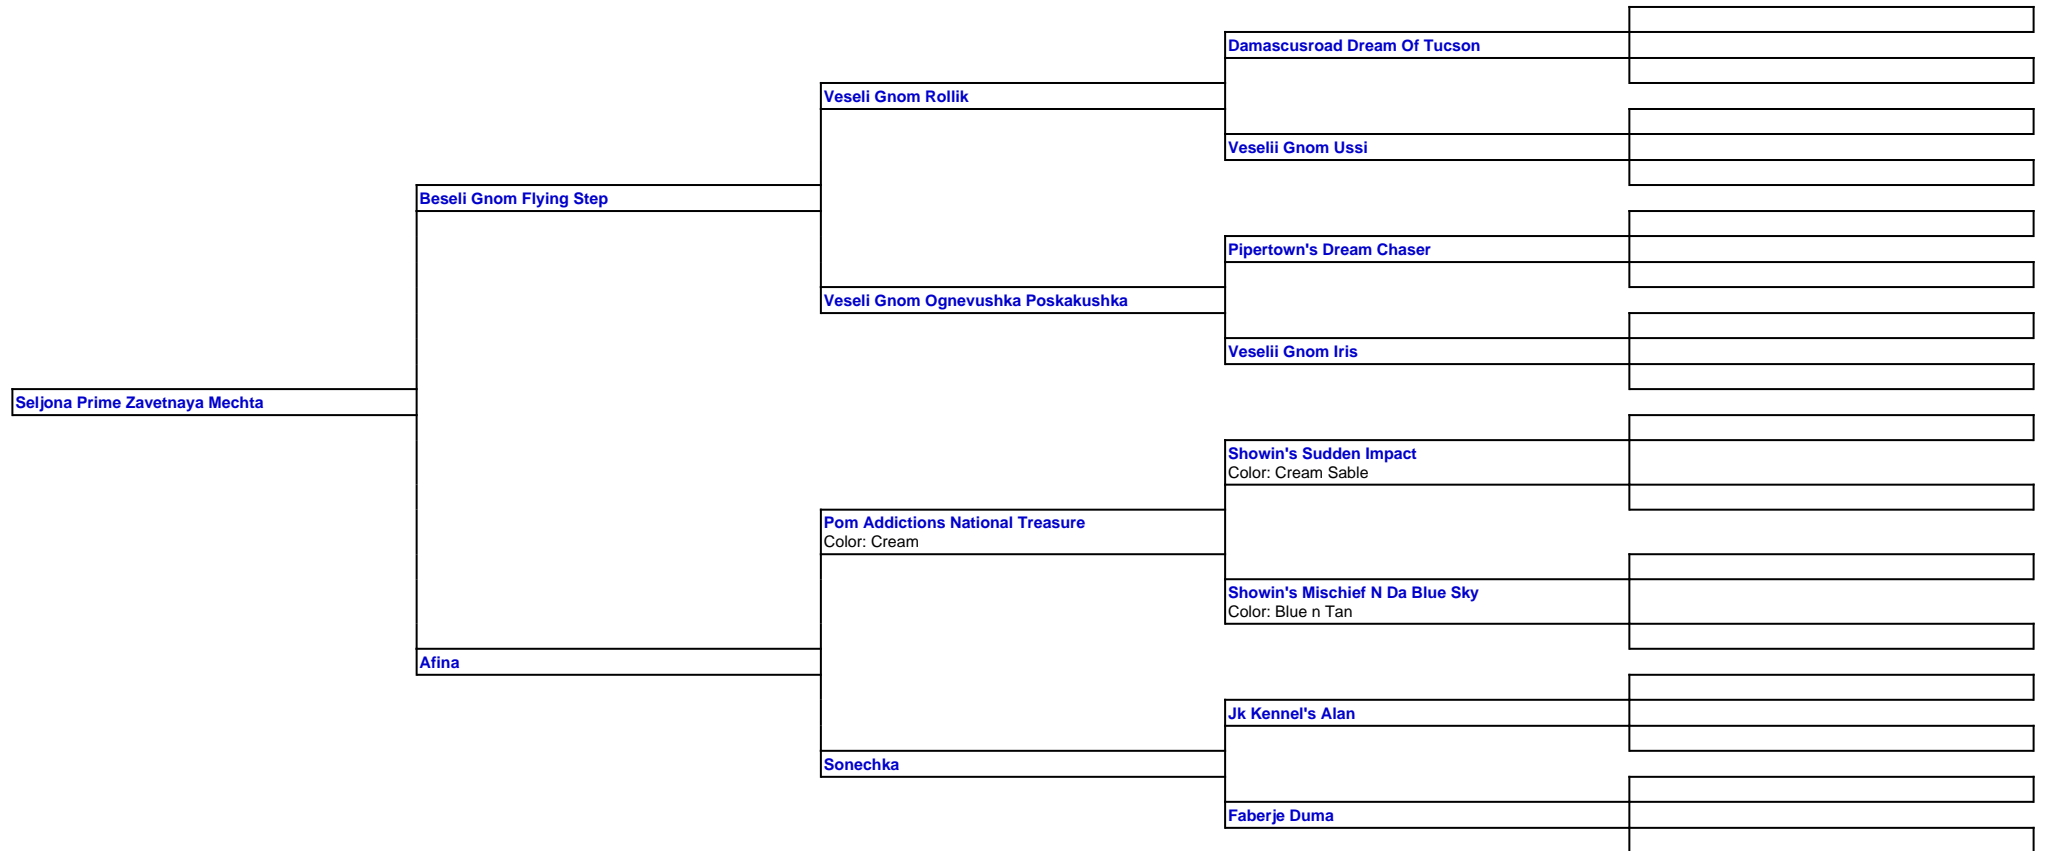 Damascusroad Dream Of Tucson
Veseli Gnom Rollik
Veselii Gnom Ussi
Beseli Gnom Flying Step
Pipertown's Dream Chaser
Veseli Gnom Ognevushka Poskakushka
Veselii Gnom Iris
Seljona Prime Zavetnaya Mechta
Showin's Sudden Impact
Color: Cream Sable
Pom Addictions National Treasure
Color: Cream
Showin's Mischief N Da Blue Sky
Color: Blue n Tan
Afina
Jk Kennel's Alan
Sonechka
Faberje Duma